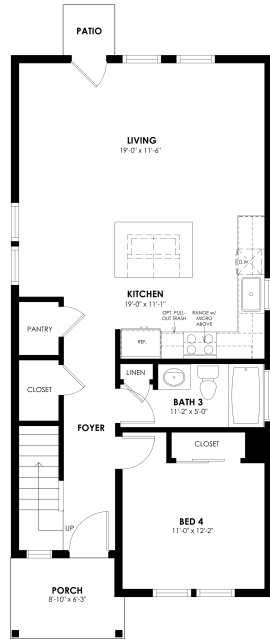 PATIO
LIVING
19'-0" x 11'-6"
D.W.
KITCHEN
19'-0" x 11'-1"
OPT. PULL-
OUT TRASH
RANGE w/
MICRO
ABOVE
PANTRY
REF.
LINEN
CLOSET
BATH 3
11'-2" x 5'-0"
FOYER
CLOSET
BED 4
11'-0" x 12'-2"
UP
PORCH
8'-10" x 6'-3"